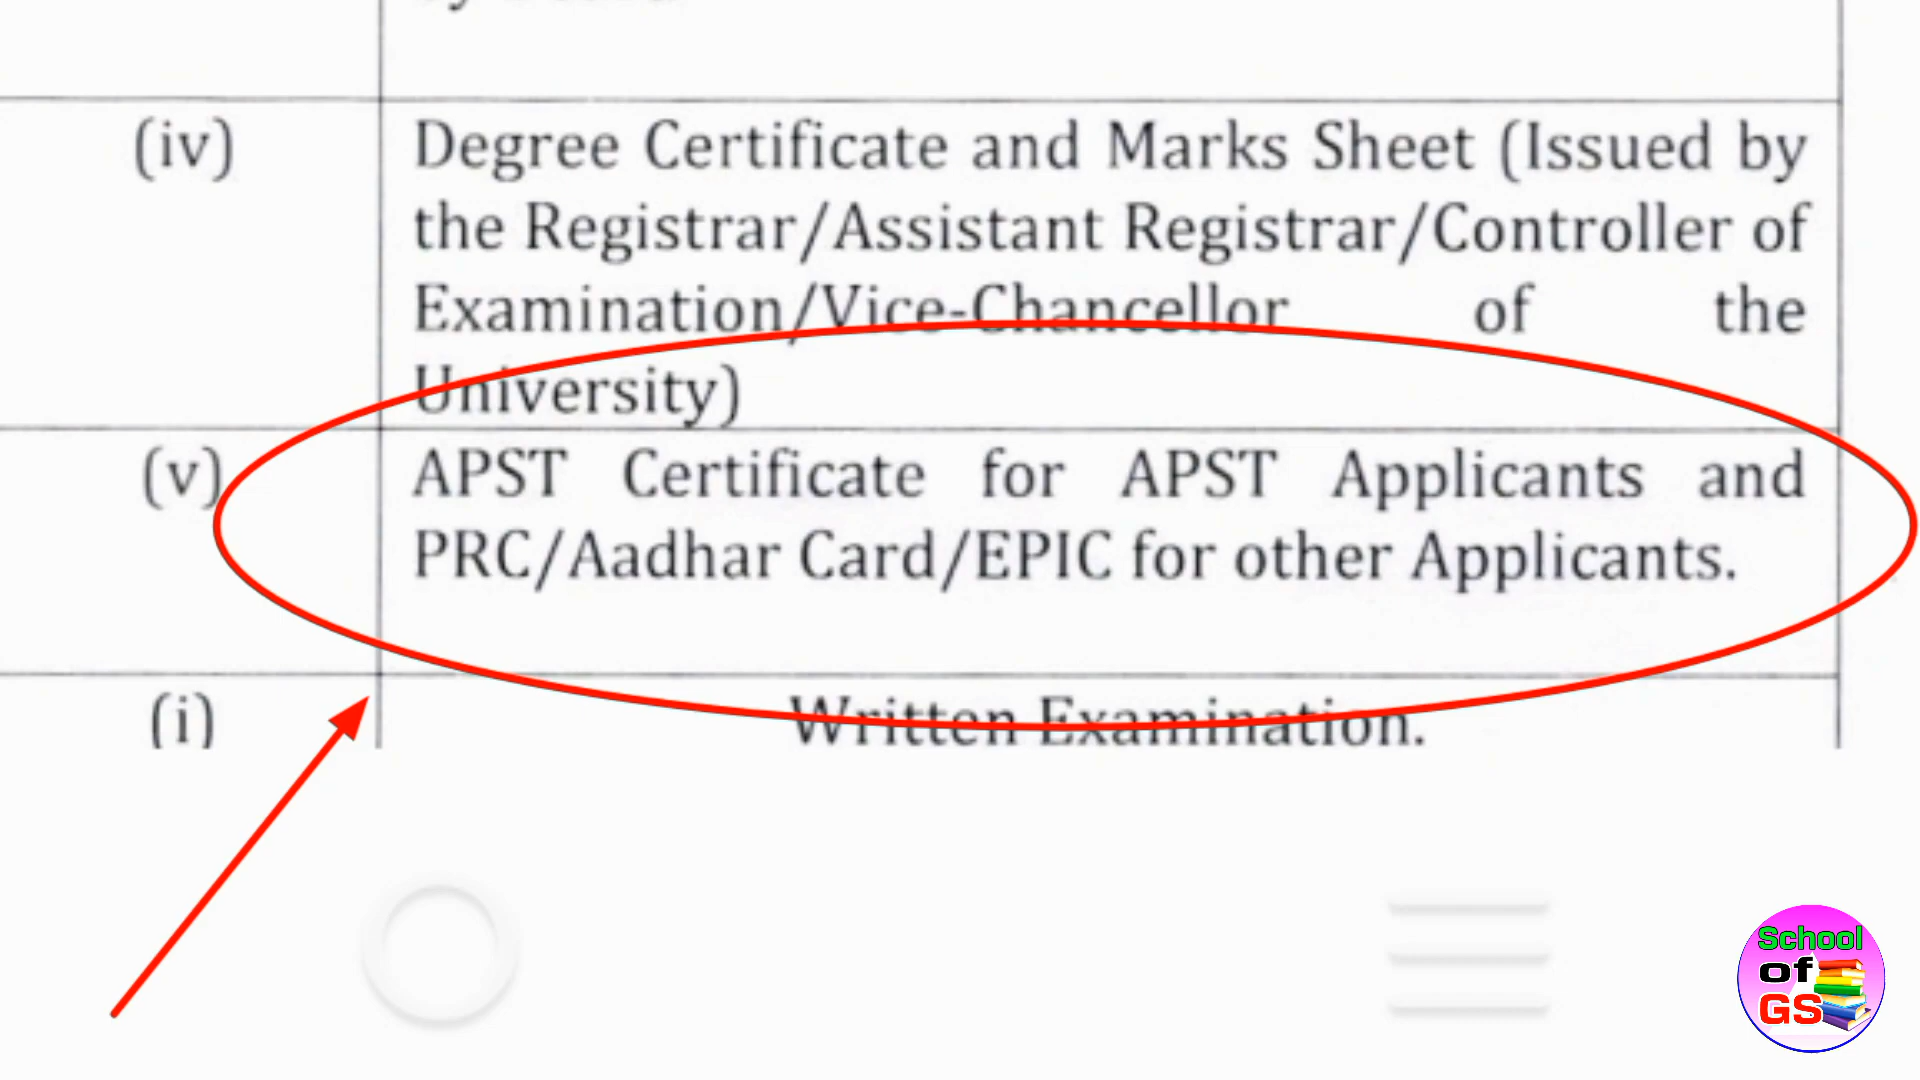 (iv) Degree Certificate and Marks Sheet (Issued by
the Registrar/Assistant Registrar/Controller of
Examination/Vice-Chancellor of the
University)
(v) APST Certificate for APST Applicants and
PRC/Aadhar Card/EPIC for other Applicants.
(i) Written Examination.
School
of
GS